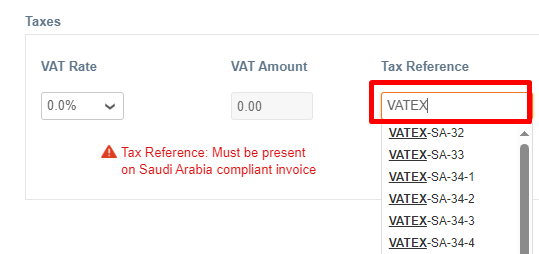 Taxes
VAT Rate
VAT Amount
Tax Reference
0.0%
0.00
VATEX
Tax Reference: Must be present
on Saudi Arabia compliant invoice
VATEX-SA-32
VATEX-SA-33
VATEX-SA-34-1
VATEX-SA-34-2
VATEX-SA-34-3
VATEX-SA-34-4